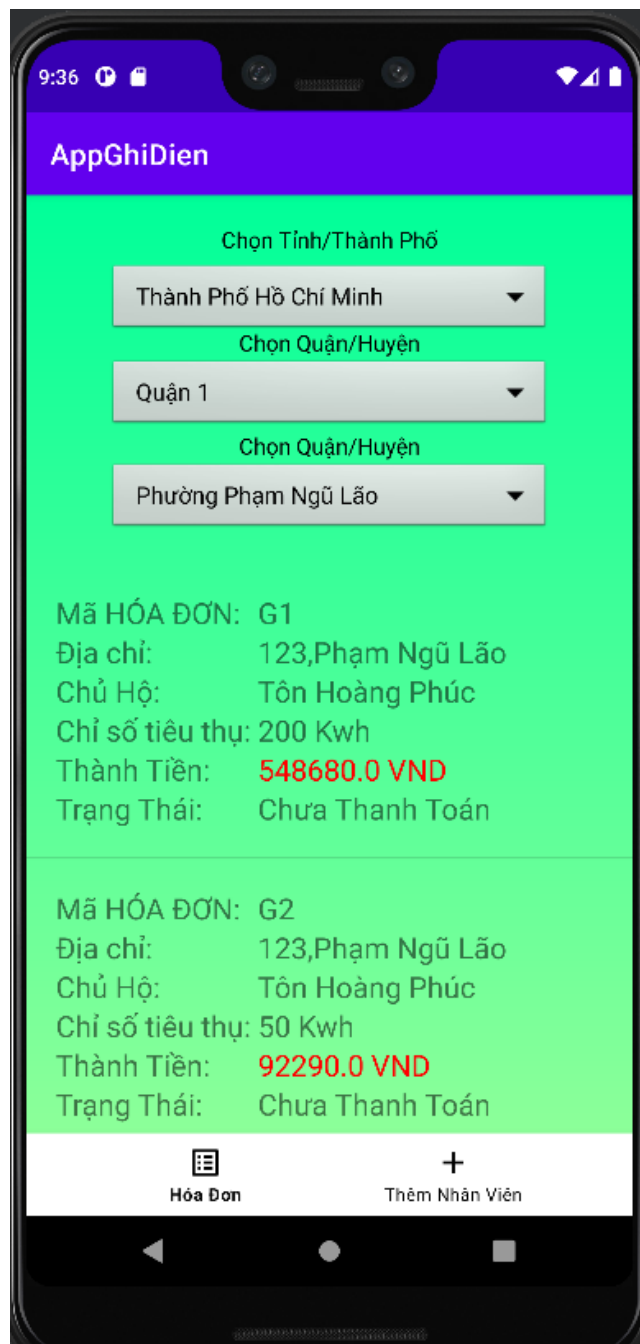 9:36
AppGhiDien
Chọn Tỉnh/Thành Phố
Thành Phố Hồ Chí Minh
Chọn Quận/Huyện
Quận 1
Chọn Quận/Huyện
Phường Phạm Ngũ Lão
Mã HÓA ĐƠN: G1
Địa chỉ: 123,Phạm Ngũ Lão
Chủ Hộ: Tôn Hoàng Phúc
Chỉ số tiêu thụ: 200 Kwh
Thành Tiền: 548680.0 VND
Trạng Thái: Chưa Thanh Toán
Mã HÓA ĐƠN: G2
Địa chỉ: 123,Phạm Ngũ Lão
Chủ Hộ: Tôn Hoàng Phúc
Chỉ số tiêu thụ: 50 Kwh
Thành Tiền: 92290.0 VND
Trạng Thái: Chưa Thanh Toán
Hóa Đơn Thêm Nhân Viên